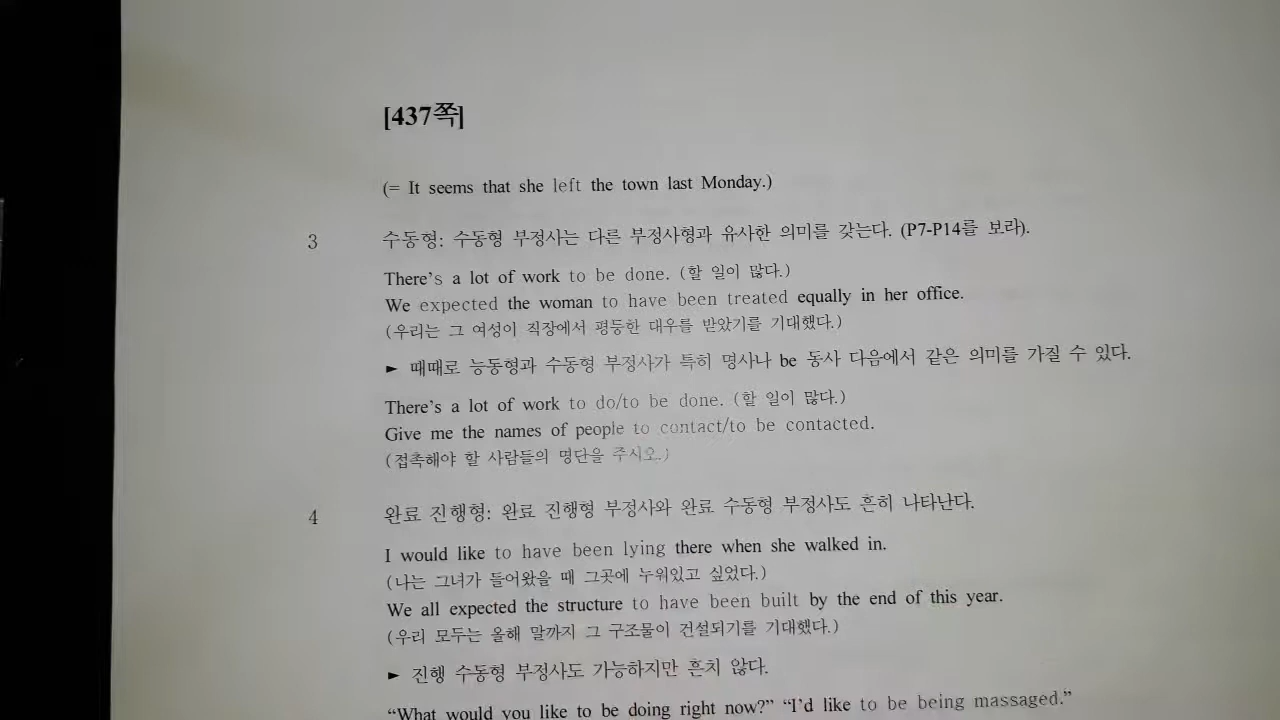 [437쪽]
(= It seems that she left the town last Monday.)
3 수동형: 수동형 부정사는 다른 부정사형과 유사한 의미를 갖는다. (P7-P14를 보라).
There's a lot of work to be done. (할 일이 많다.)
We expected the woman to have been treated equally in her office.
(우리는 그 여성이 직장에서 평등한 대우를 받았기를 기대했다.)
► 때때로 능동형과 수동형 부정사가 특히 명사나 be 동사 다음에서 같은 의미를 가질 수 있다.
There's a lot of work to do/to be done. (할 일이 많다.)
Give me the names of people to contact/to be contacted.
(접촉해야 할 사람들의 명단을 주시오.)
4 완료 진행형: 완료 진행형 부정사와 완료 수동형 부정사도 흔히 나타난다.
I would like to have been lying there when she walked in.
(나는 그녀가 들어왔을 때 그곳에 누워있고 싶었다.)
We all expected the structure to have been built by the end of this year.
(우리 모두는 올해 말까지 그 구조물이 건설되기를 기대했다.)
► 진행 수동형 부정사도 가능하지만 흔치 않다.
“What would you like to be doing right now?” “I'd like to be being massaged.”